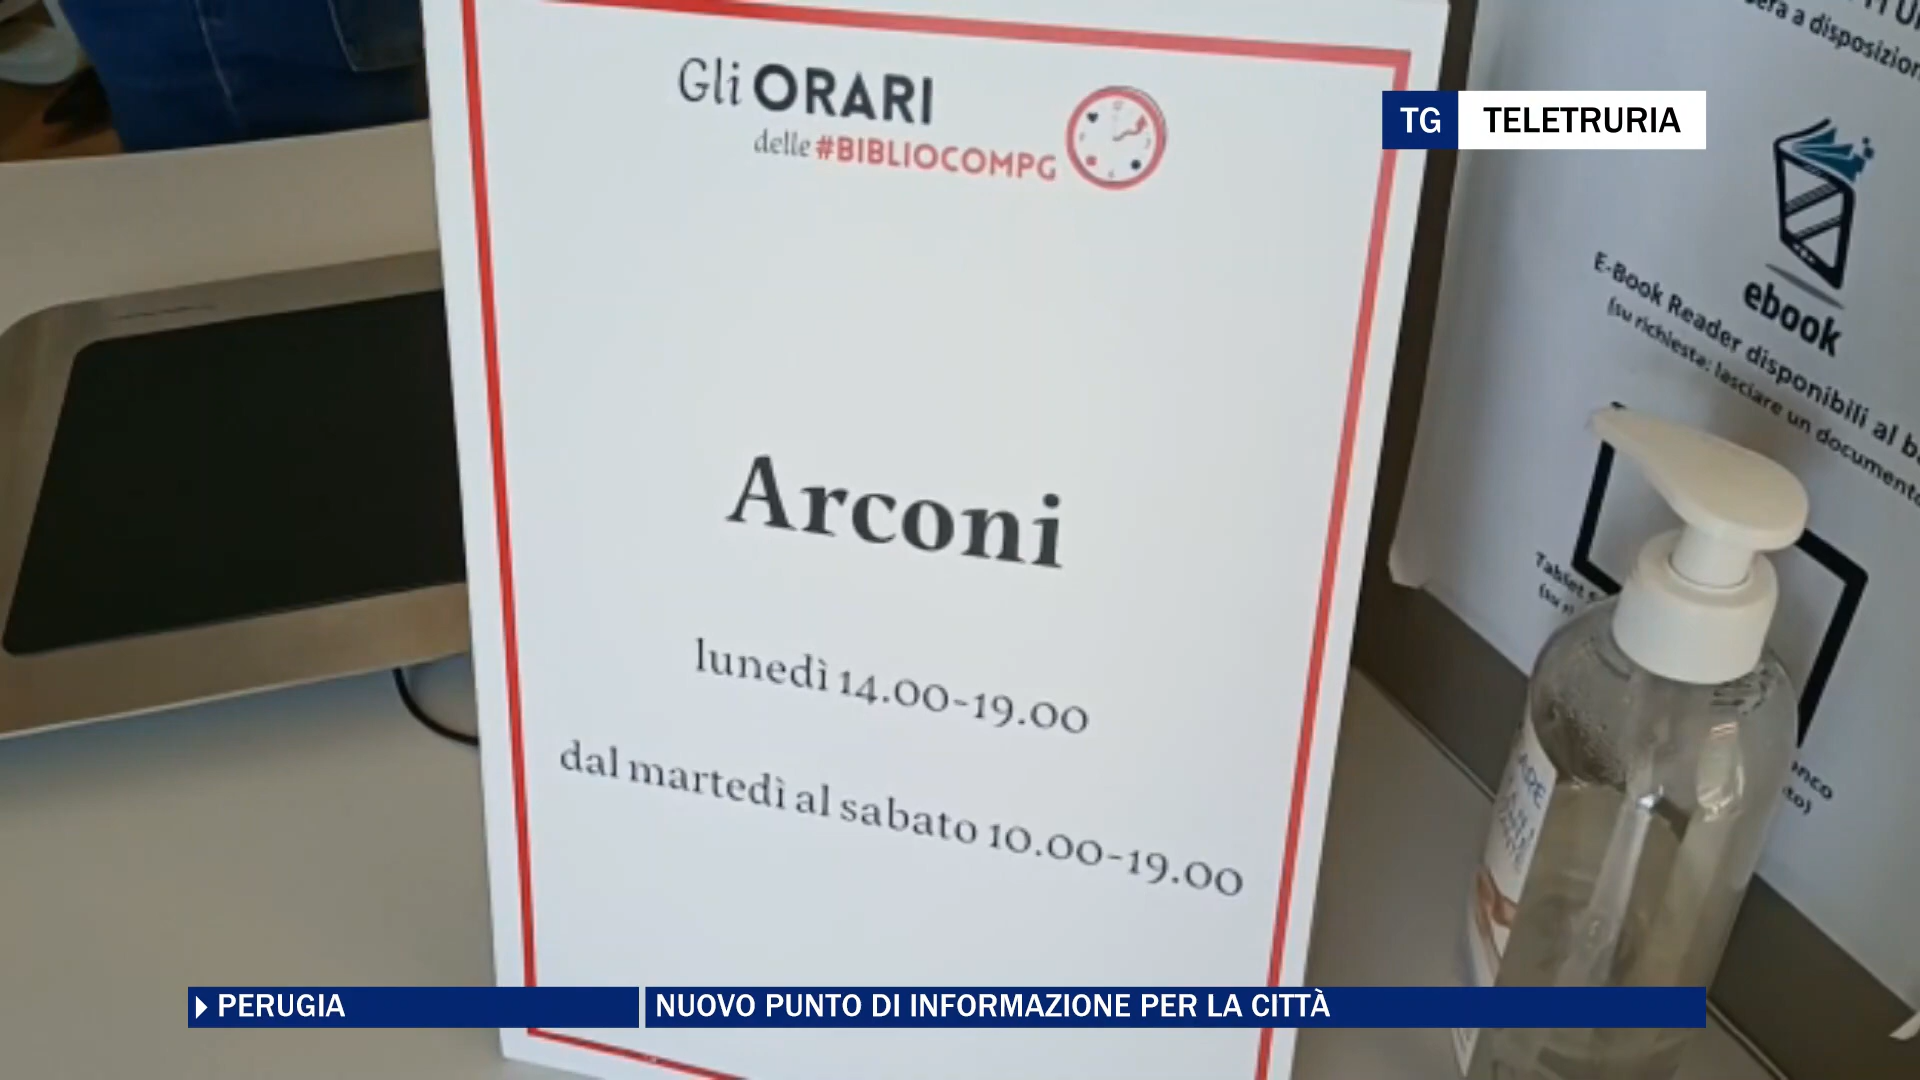 Gli ORARI
delle #BIBLIOCOMPG
Arconi
lunedì 14.00-19.00
dal martedì al sabato 10.00-19.00
TG TELETRURIA
a disposizion
ebook
E-Book Reader disponibili al b
(su richiesta: lasciare un documento
Tablet
PERUGIA
NUOVO PUNTO DI INFORMAZIONE PER LA CITTÀ